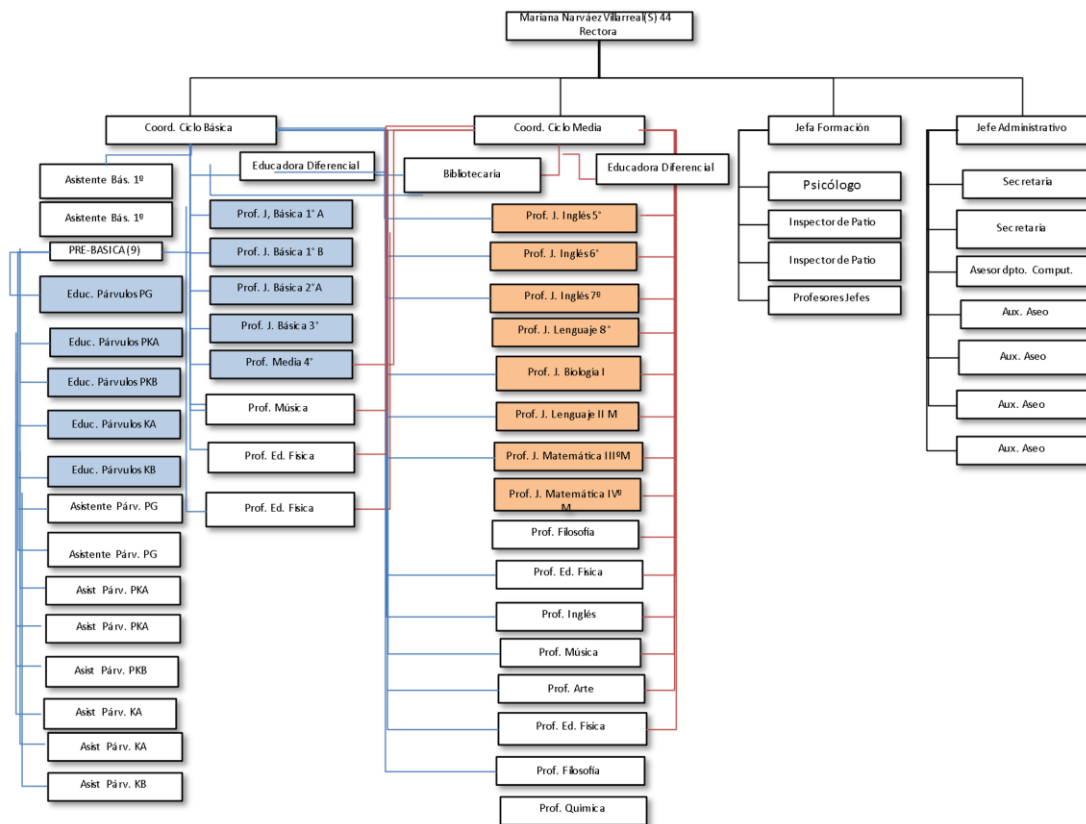 Mariana Narváez Villarreal(S) 44
Rectora
Coord. Ciclo Básica
Coord. Ciclo Media
Jefa Formación
Jefe Administrativo
Educadora Diferencial
Bibliotecaria
Educadora Diferencial
Asistente Bás. 1º
Asistente Bás. 1º
PRE-BASICA (9)
Educ. Párvulos PG
Educ. Párvulos PKA
Educ. Párvulos PKB
Educ. Párvulos KA
Educ. Párvulos KB
Asistente Párv. PG
Asistente Párv. PG
Asist Párv. PKA
Asist Párv. PKA
Asist Párv. PKB
Asist Párv. KA
Asist Párv. KA
Asist Párv. KB
Prof. J, Básica 1° A
Prof. J. Básica 1° B
Prof. J. Básica 2°A
Prof. J. Básica 3°
Prof. Media 4°
Prof. Música
Prof. Ed. Física
Prof. Ed. Física
Prof. J. Inglés 5°
Prof. J. Inglés 6°
Prof. J. Inglés 7º
Prof. J. Lenguaje 8°
Prof. J. Biología I
Prof. J. Lenguaje II M
Prof. J. Matemática IIIºM
Prof. J. Matemática IVº
M
Prof. Filosofía
Prof. Ed. Física
Prof. Inglés
Prof. Música
Prof. Arte
Prof. Ed. Física
Prof. Filosofía
Prof. Química
Psicólogo
Inspector de Patio
Inspector de Patio
Profesores Jefes
Secretaria
Secretaria
Asesor dpto. Comput.
Aux. Aseo
Aux. Aseo
Aux. Aseo
Aux. Aseo